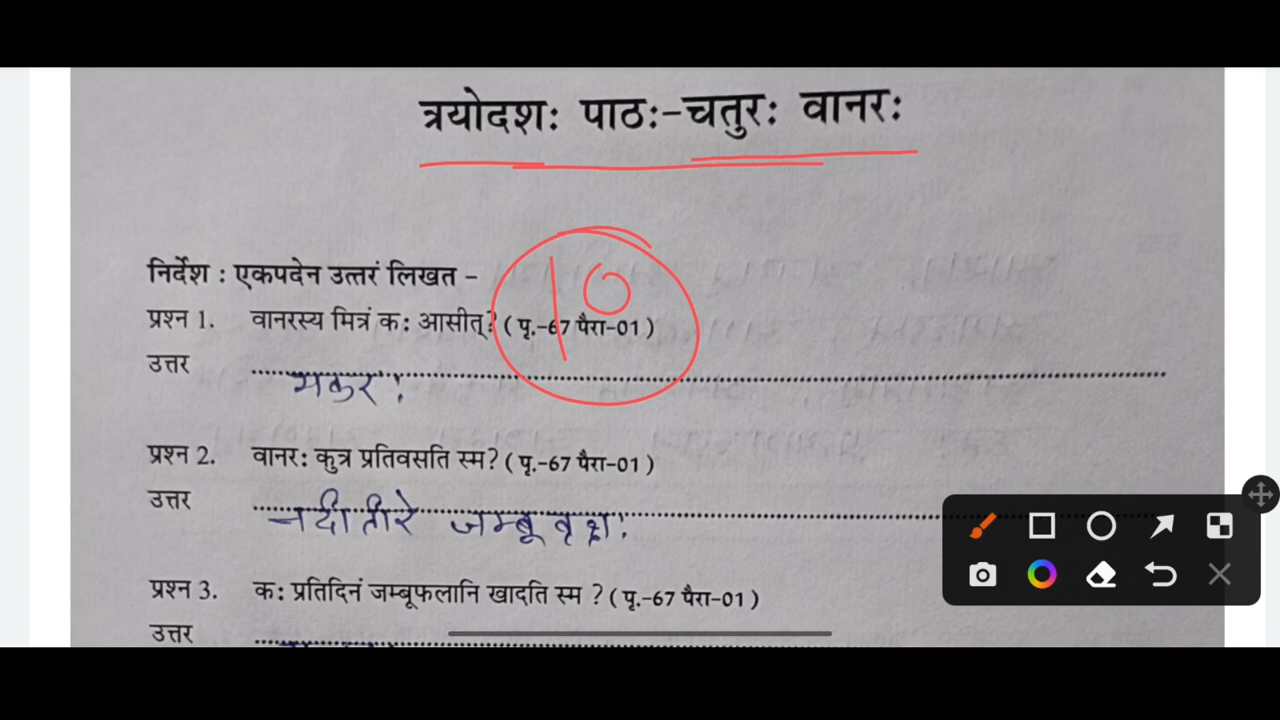 त्रयोदशः पाठः-चतुरः वानरः
निर्देश : एकपदेन उत्तरं लिखत -
10
प्रश्न 1. वानरस्य मित्रं कः आसीत्? ( पृ.-67 पैरा-01 )
उत्तर मकरः
प्रश्न 2. वानरः कुत्र प्रतिवसति स्म? ( पृ.-67 पैरा-01 )
उत्तर नदीतीरे जम्बूवृक्षः
प्रश्न 3. कः प्रतिदिनं जम्बूफलानि खादति स्म ? ( पृ.-67 पैरा-01 )
उत्तर